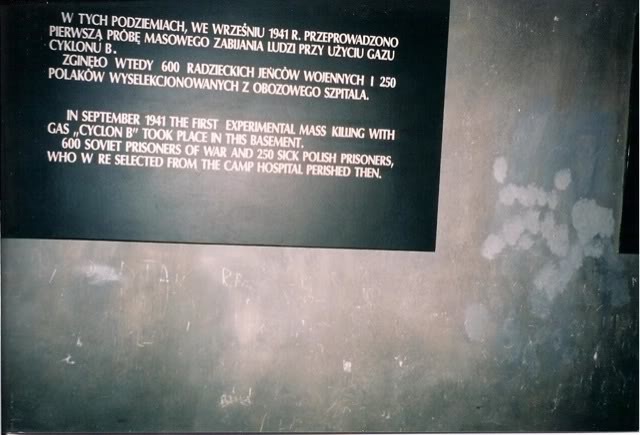 W TYCH PODZIEMIACH, WE WRZEŚNIU 1941 R. PRZEPROWADZONO
PIERWSZĄ PRÓBĘ MASOWEGO ZABIJANIA LUDZI PRZY UŻYCIU GAZU
CYKLONU B.
ZGINĘŁO WTEDY 600 RADZIECKICH JEŃCÓW WOJENNYCH I 250
POLAKÓW WYSELEKCJONOWANYCH Z OBOZOWEGO SZPITALA.
IN SEPTEMBER 1941 THE FIRST EXPERIMENTAL MASS KILLING WITH
GAS „CYCLON B" TOOK PLACE IN THIS BASEMENT.
600 SOVIET PRISONERS OF WAR AND 250 SICK POLISH PRISONERS,
WHO W RE SELECTED FROM THE CAMP HOSPITAL PERISHED THEN.